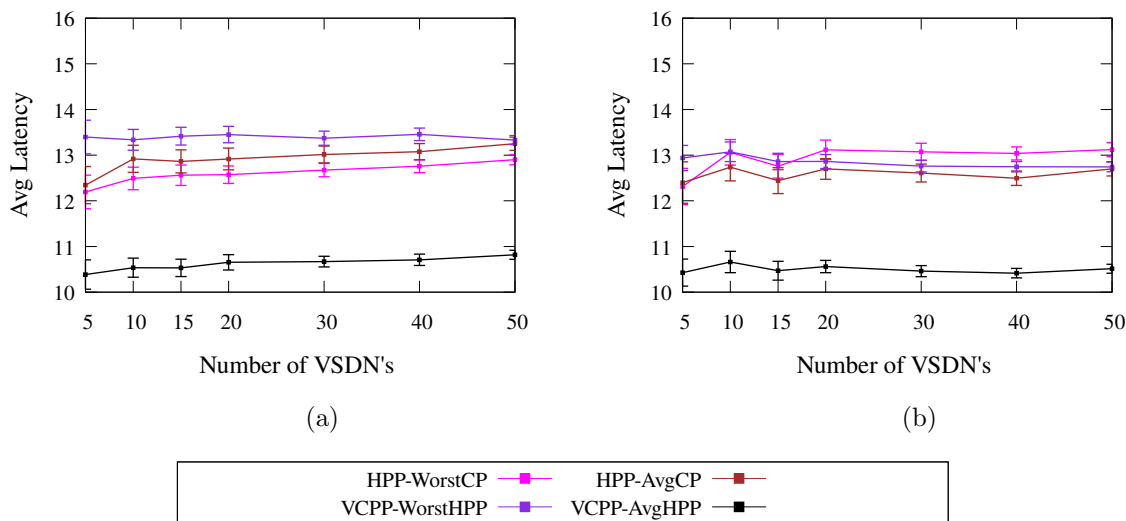 16
15
14
13
12
11
10
5 10 15 20 30 40 50
Avg Latency
Number of VSDN's
(a)
16
15
14
13
12
11
10
5 10 15 20 30 40 50
Avg Latency
Number of VSDN's
(b)
HPP-WorstCP HPP-AvgCP
VCPP-WorstHPP VCPP-AvgHPP